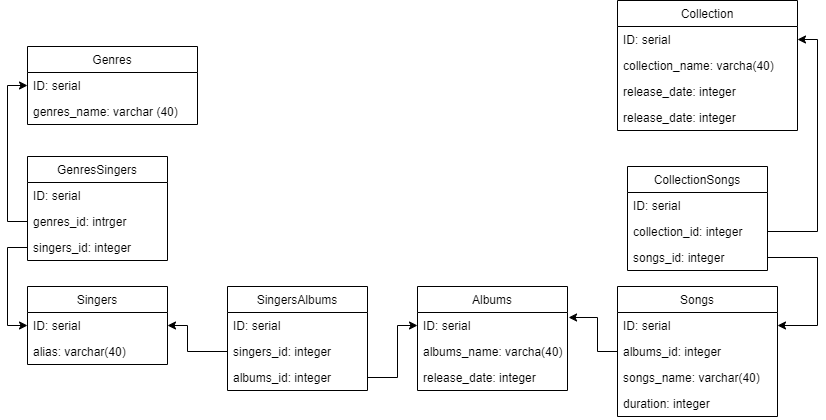 Collection
ID: serial
collection_name: varcha(40)
release_date: integer
release_date: integer
Genres
ID: serial
genres_name: varchar (40)
GenresSingers
ID: serial
genres_id: intrger
singers_id: integer
CollectionSongs
ID: serial
collection_id: integer
songs_id: integer
Singers
ID: serial
alias: varchar(40)
SingersAlbums
ID: serial
singers_id: integer
albums_id: integer
Albums
ID: serial
albums_name: varcha(40)
release_date: integer
Songs
ID: serial
albums_id: integer
songs_name: varchar(40)
duration: integer